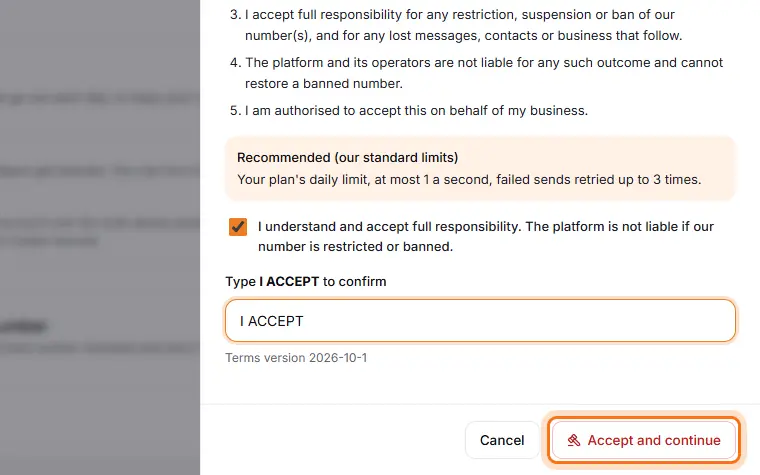 3. I accept full responsibility for any restriction, suspension or ban of our
number(s), and for any lost messages, contacts or business that follow.
4. The platform and its operators are not liable for any such outcome and cannot
restore a banned number.
5. I am authorised to accept this on behalf of my business.
Recommended (our standard limits)
Your plan's daily limit, at most 1 a second, failed sends retried up to 3 times.
I understand and accept full responsibility. The platform is not liable if our
number is restricted or banned.
Type I ACCEPT to confirm
I ACCEPT
Terms version 2026-10-1
Cancel
Accept and continue